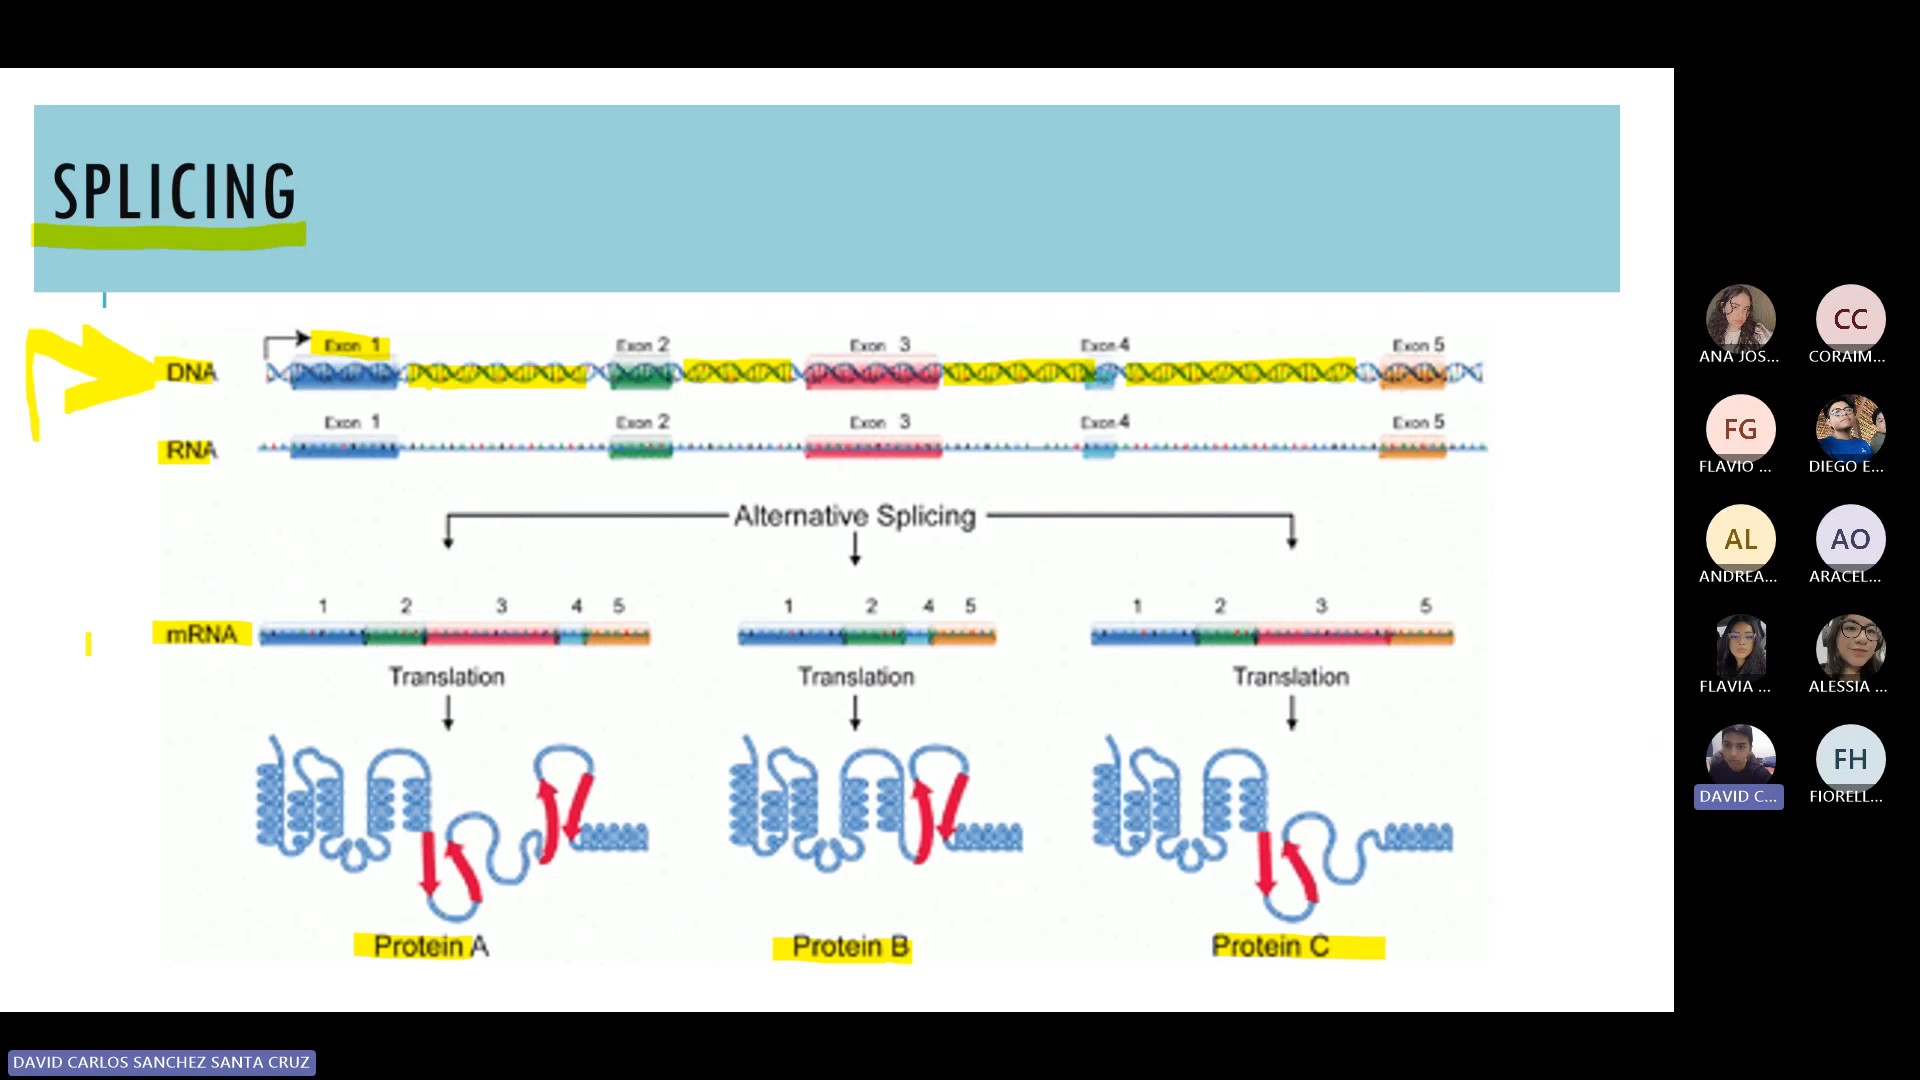 SPLICING
Exon 1 Exon 2 Exon 3 Exon 4 Exon 5
DNA
Exon 1 Exon 2 Exon 3 Exon 4 Exon 5
RNA
Alternative Splicing
1 2 3 4 5 1 2 4 5 1 2 3 5
mRNA
Translation Translation Translation
Protein A Protein B Protein C
CC
ANA JOS... CORAIM...
FG
FLAVIO ... DIEGO E...
AL AO
ANDREA... ARACEL...
FLAVIA ... ALESSIA ...
FH
DAVID C... FIORELL...
DAVID CARLOS SANCHEZ SANTA CRUZ